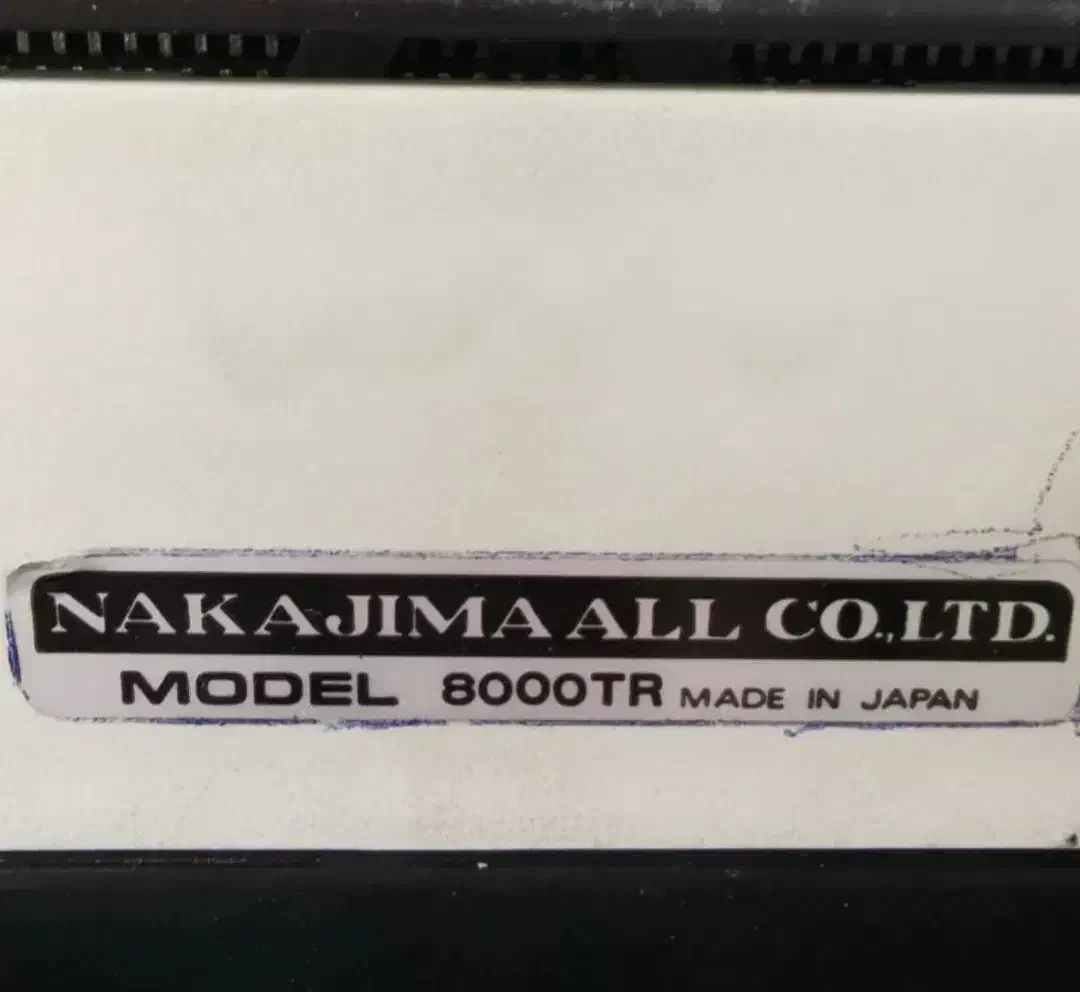 NAKAJIMA ALL CO.,LTD.
MODEL 8000TR MADE IN JAPAN